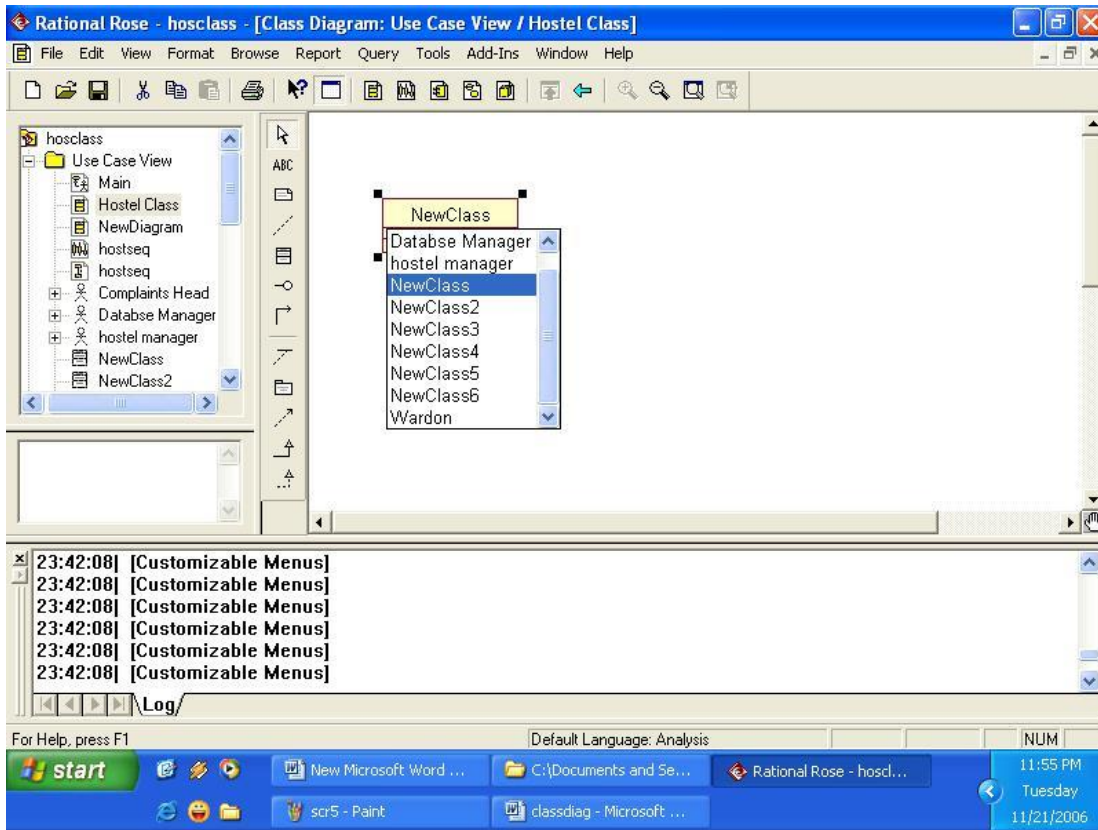 Rational Rose - hosclass - [Class Diagram: Use Case View / Hostel Class]
File Edit View Format Browse Report Query Tools Add-Ins Window Help
hosclass
Use Case View
Main
Hostel Class
NewDiagram
hostseq
hostseq
Complaints Head
Databse Manager
hostel manager
NewClass
NewClass2
ABC
NewClass
Databse Manager
hostel manager
NewClass
NewClass2
NewClass3
NewClass4
NewClass5
NewClass6
Wardon
23:42:08| [Customizable Menus]
23:42:08| [Customizable Menus]
23:42:08| [Customizable Menus]
23:42:08| [Customizable Menus]
23:42:08| [Customizable Menus]
23:42:08| [Customizable Menus]
Log
For Help, press F1
Default Language: Analysis
NUM
start
New Microsoft Word ...
C:\Documents and Se...
Rational Rose - hoscl...
11:55 PM
scr5 - Paint
classdiag - Microsoft ...
Tuesday
11/21/2006